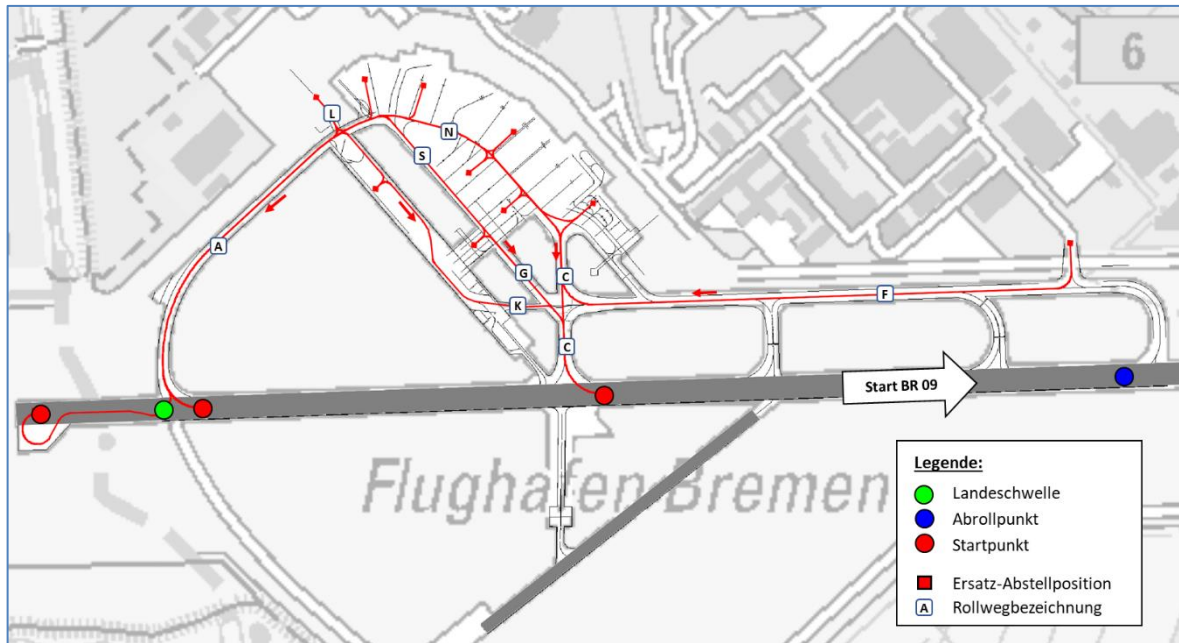 6
L
N
S
A
G
C
K
F
C
Start BR 09
Flughafen Bremen
Legende:
Landeschwelle
Abrollpunkt
Startpunkt
Ersatz-Abstellposition
A Rollwegbezeichnung